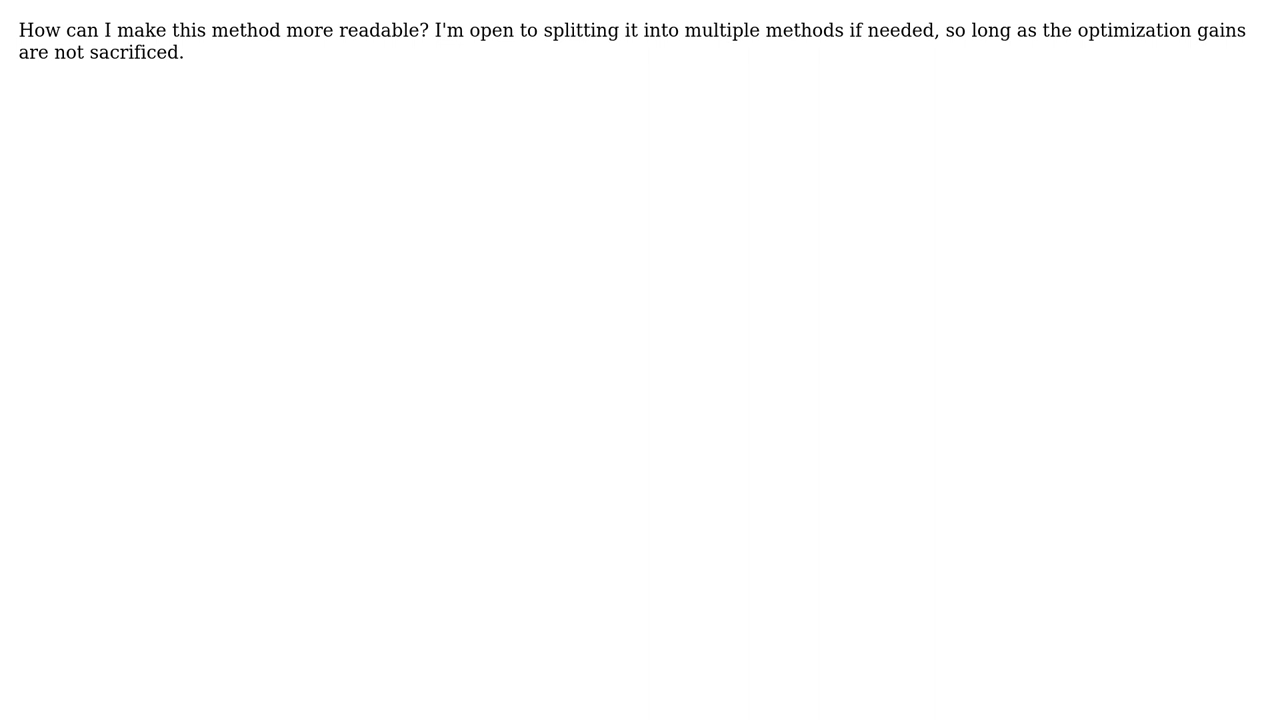 How can I make this method more readable? I'm open to splitting it into multiple methods if needed, so long as the optimization gains
are not sacrificed.